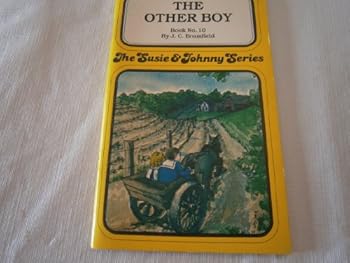 THE
OTHER BOY
Book No. 10
By J. C. Brumfield
The Susie & Johnny Series